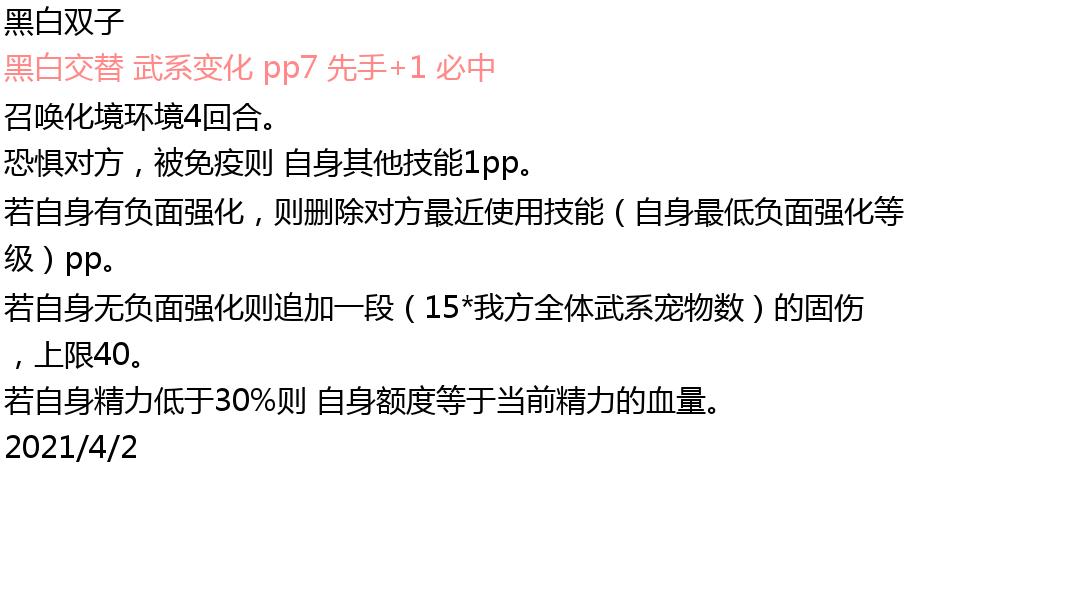 黑白双子
黑白交替 武系变化 pp7 先手+1 必中
召唤化境环境4回合。
恐惧对方，被免疫则 自身其他技能1pp。
若自身有负面强化，则删除对方最近使用技能（自身最低负面强化等
级）pp。
若自身无负面强化则追加一段（15*我方全体武系宠物数）的固伤
，上限40。
若自身精力低于30%则 自身额度等于当前精力的血量。
2021/4/2